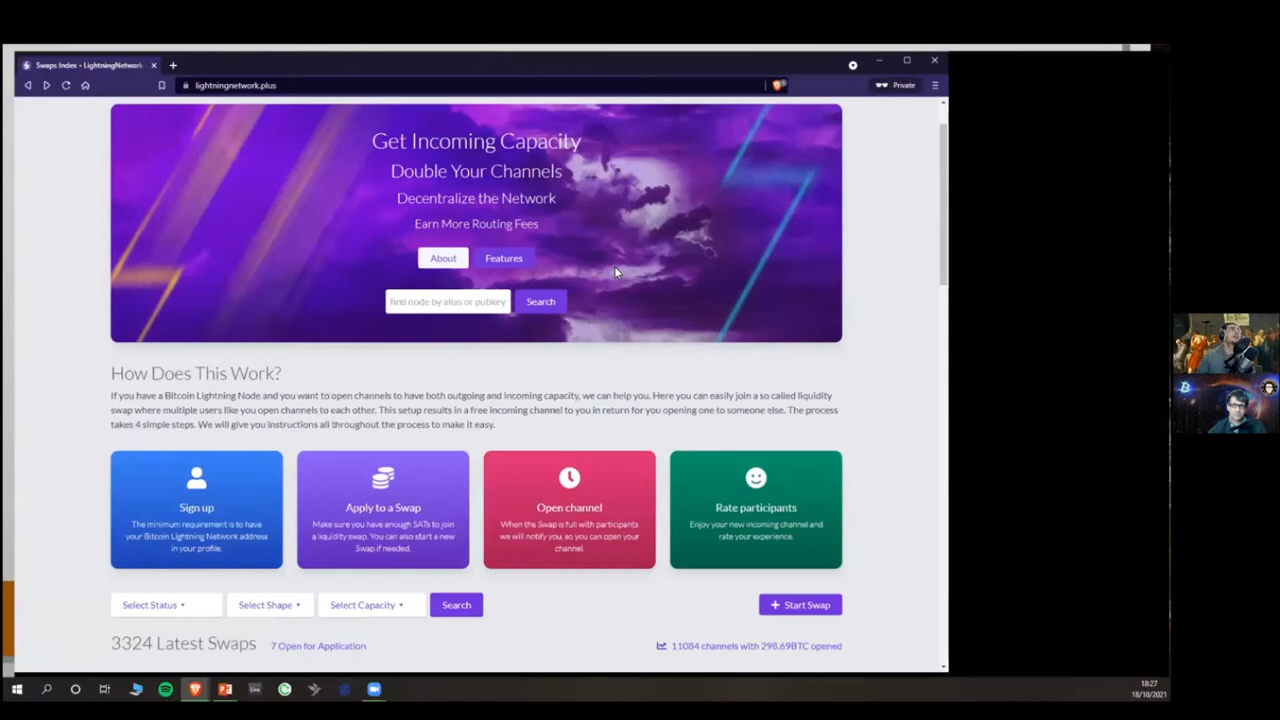 Swaps Index • LightningNetwork
lightningnetwork.plus
Private
Get Incoming Capacity
Double Your Channels
Decentralize the Network
Earn More Routing Fees
About
Features
find node by alias or pubkey
Search
How Does This Work?
If you have a Bitcoin Lightning Node and you want to open channels to have both outgoing and incoming capacity, we can help you. Here you can easily join a so called liquidity
swap where multiple users like you open channels to each other. This setup results in a free incoming channel to you in return for you opening one to someone else. The process
takes 4 simple steps. We will give you instructions all throughout the process to make it easy.
Sign up
The minimum requirement is to have
your Bitcoin Lightning Network address
in your profile.
Apply to a Swap
Make sure you have enough SATs to join
a liquidity swap. You can also start a new
Swap if needed.
Open channel
When the Swap is full with participants
we will notify you, so you can open your
channel.
Rate participants
Enjoy your new incoming channel and
rate your experience.
Select Status
Select Shape
Select Capacity
Search
+ Start Swap
3324 Latest Swaps
7 Open for Application
11084 channels with 298.69BTC opened
18:27
18/10/2021